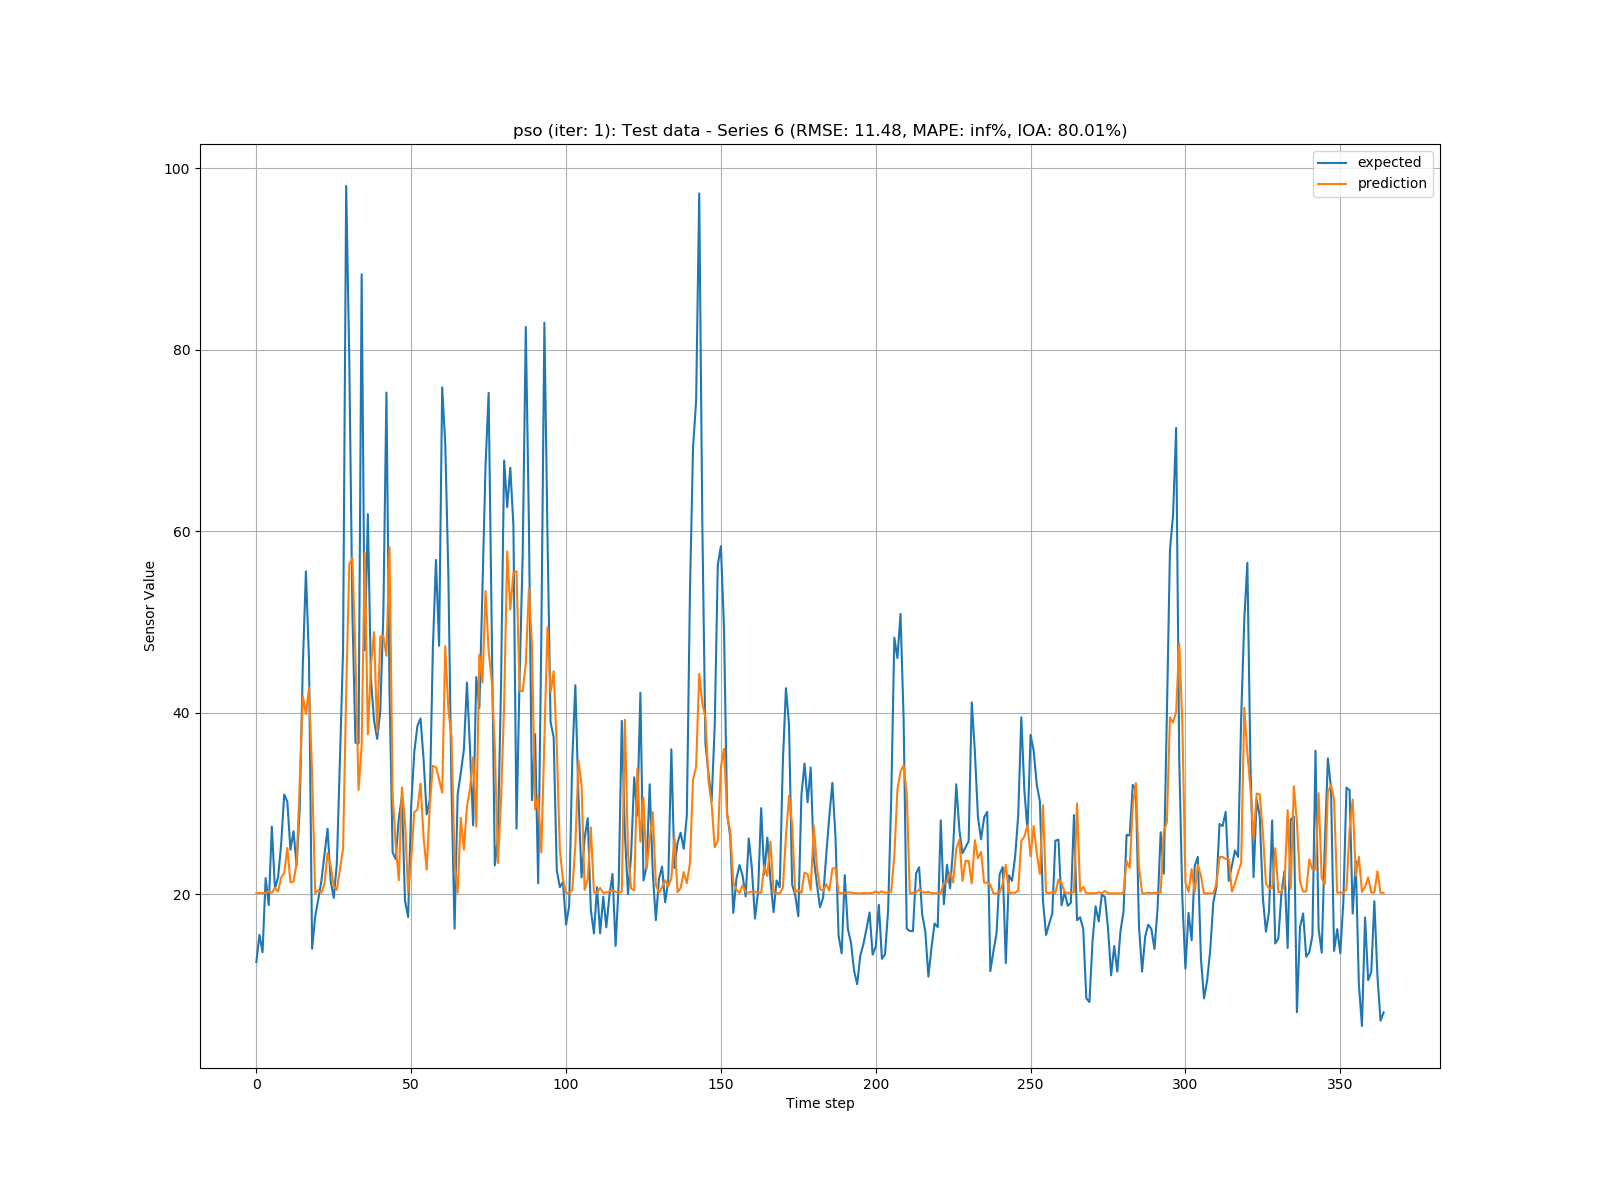 pso (iter: 1): Test data - Series 6 (RMSE: 11.48, MAPE: inf%, IOA: 80.01%)
expected
prediction
100
80
60
40
20
Sensor Value
0 50 100 150 200 250 300 350
Time step